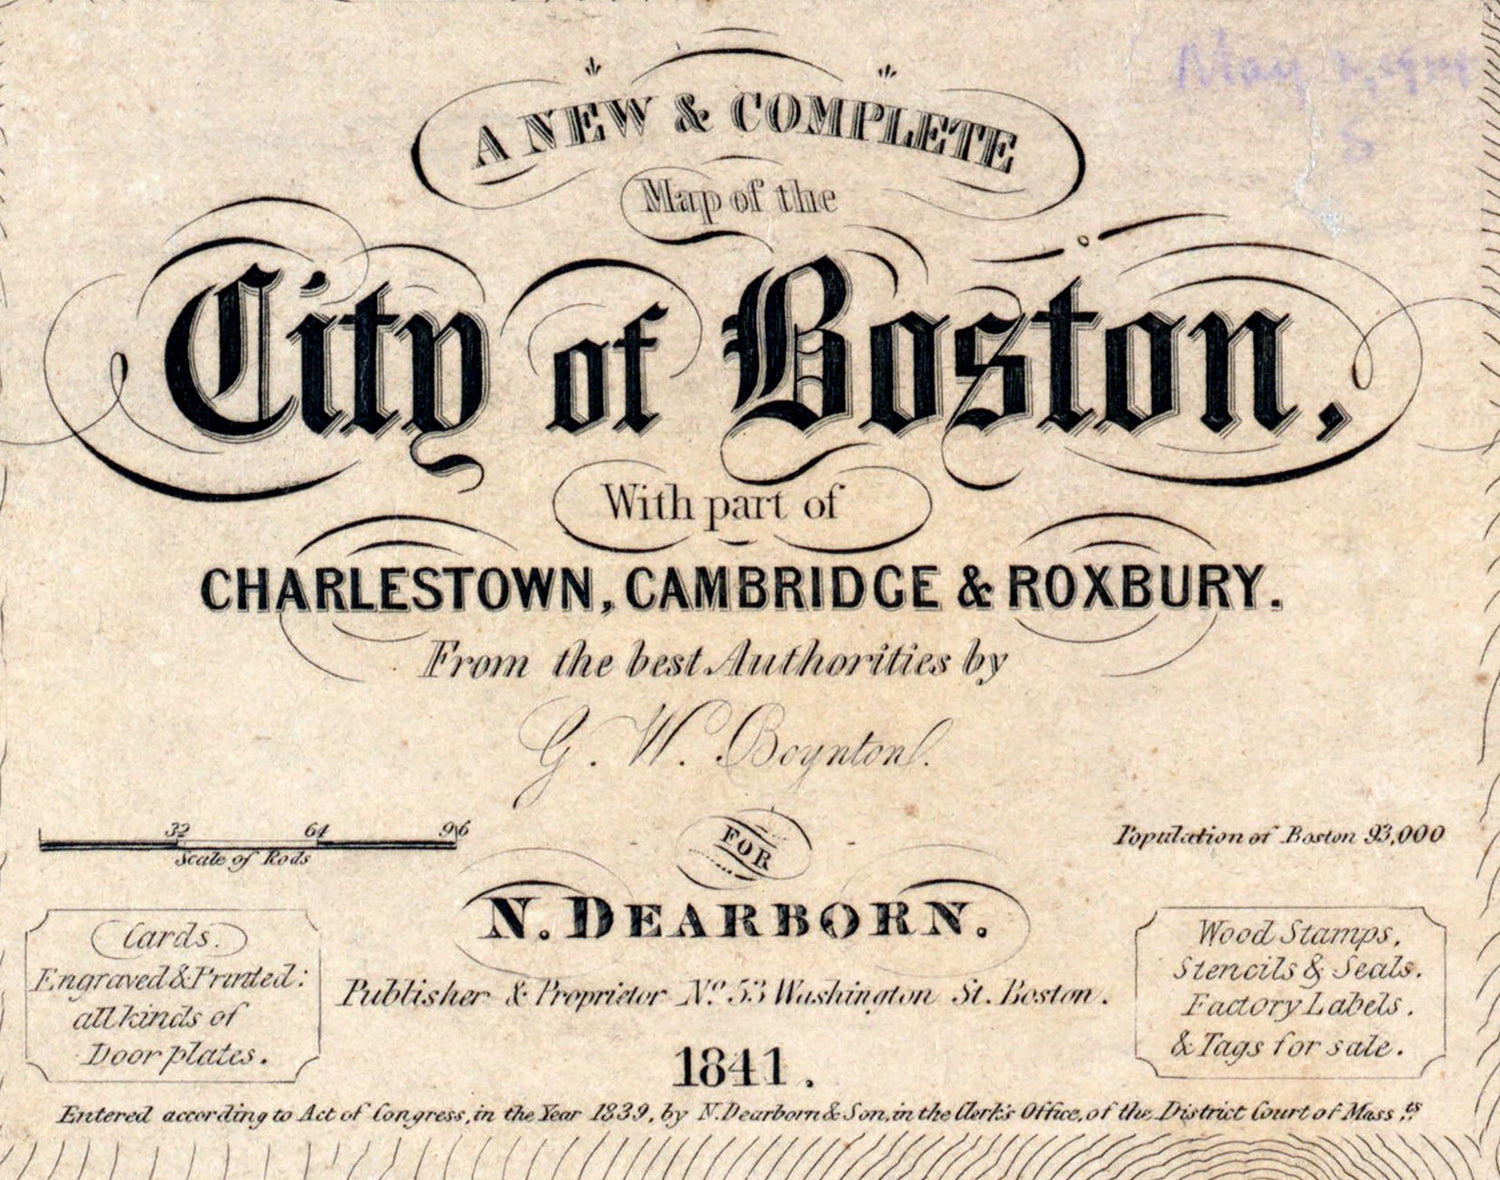 A NEW & COMPLETE
Map of the
City of Boston,
With part of
CHARLESTOWN, CAMBRIDGE & ROXBURY.
From the best Authorities by
G. W. Boynton.
32 64 96
Scale of Rods
FOR
Population of Boston 93,000
N. DEARBORN.
Cards.
Engraved & Printed:
all kinds of
Door plates.
Publisher & Proprietor No. 53 Washington St. Boston.
Wood Stamps,
Stencils & Seals.
Factory Labels.
& Tags for sale.
1841.
Entered according to Act of Congress, in the Year 1839, by N. Dearborn & Son, in the Clerk's Office, of the District Court of Mass.ts
May
S